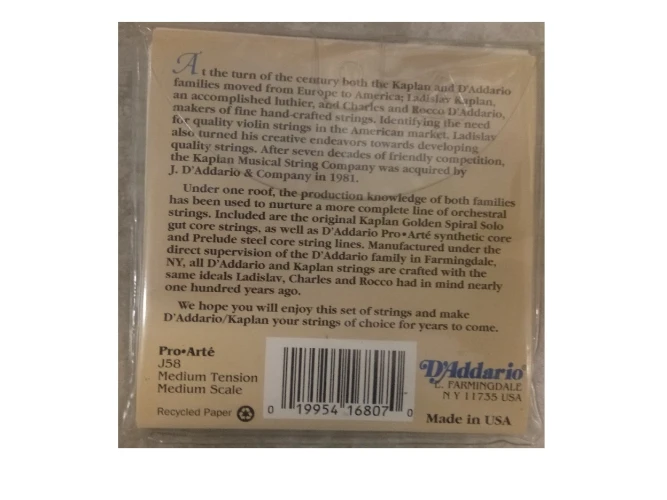 At the turn of the century both the Kaplan and D'Addario
families moved from Europe to America; Ladislav Kaplan,
an accomplished luthier, and Charles and Rocco D'Addario,
makers of fine hand-crafted strings. Identifying the need
for quality violin strings in the American market, Ladislav
also turned his creative endeavors towards developing
quality strings. After seven decades of friendly competition,
the Kaplan Musical String Company was acquired by
J. D'Addario & Company in 1981.
Under one roof, the production knowledge of both families
has been used to nurture a more complete line of orchestral
strings. Included are the original Kaplan Golden Spiral Solo
gut core strings, as well as D'Addario Pro•Arté synthetic core
and Prelude steel core string lines. Manufactured under the
direct supervision of the D'Addario family in Farmingdale,
NY, all D'Addario and Kaplan strings are crafted with the
same ideals Ladislav, Charles and Rocco had in mind nearly
one hundred years ago.
We hope you will enjoy this set of strings and make
D'Addario/Kaplan your strings of choice for years to come.
Pro•Arté
J58
Medium Tension
Medium Scale
Recycled Paper
0 19954 16807 0
D'Addario
E. FARMINGDALE
N Y 11735 USA
Made in USA